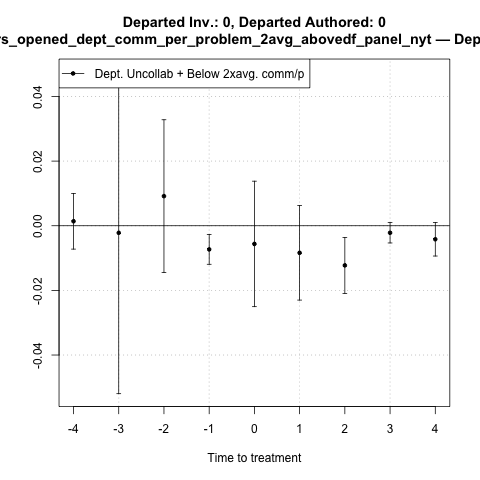 Departed Inv.: 0, Departed Authored: 0
rs_opened_dept_comm_per_problem_2avg_abovedf_panel_nyt — Dep
Dept. Uncollab + Below 2xavg. comm/p
0.04
0.02
0.00
-0.02
-0.04
-4 -3 -2 -1 0 1 2 3 4
Time to treatment